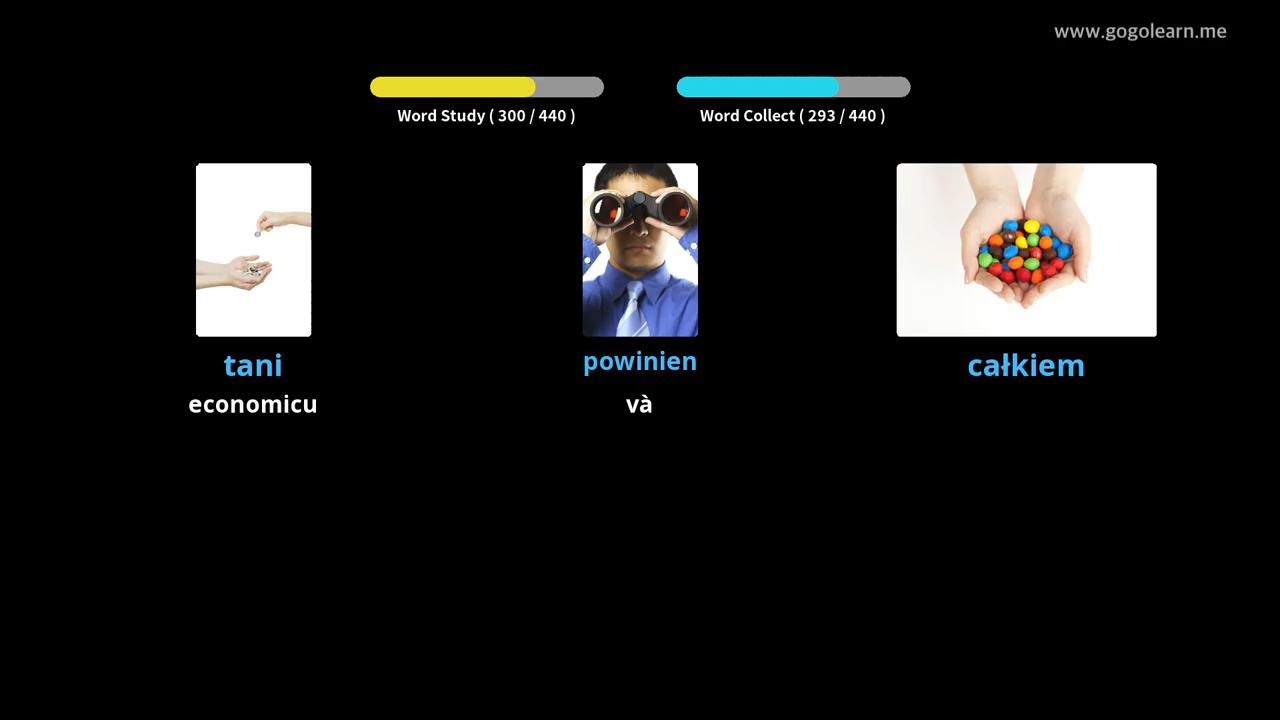 www.gogolearn.me
Word Study ( 300 / 440 )
Word Collect ( 293 / 440 )
tani
powinien
całkiem
economicu
và